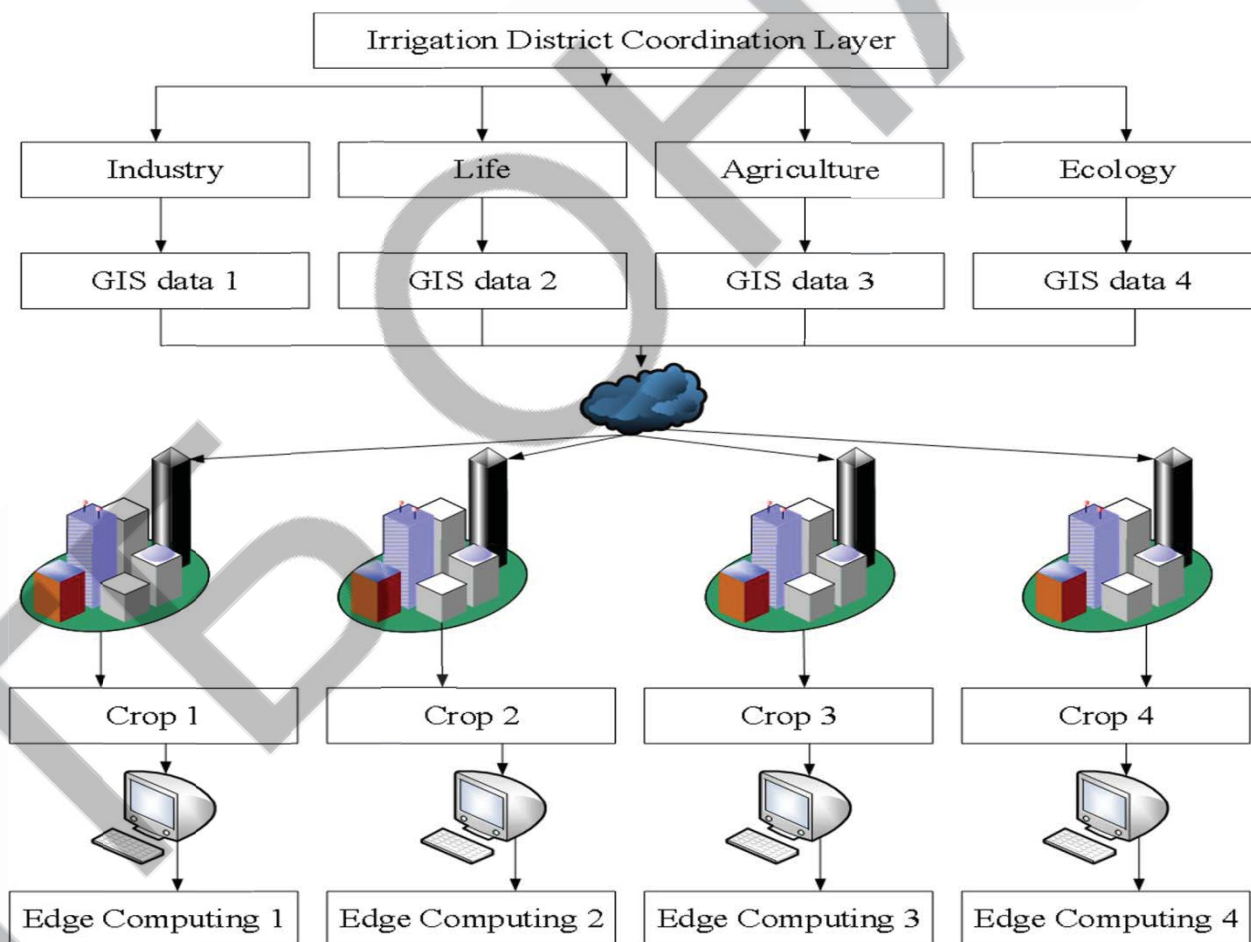 Irrigation District Coordination Layer
Industry
Life
Agriculture
Ecology
GIS data 1
GIS data 2
GIS data 3
GIS data 4
Crop 1
Crop 2
Crop 3
Crop 4
Edge Computing 1
Edge Computing 2
Edge Computing 3
Edge Computing 4